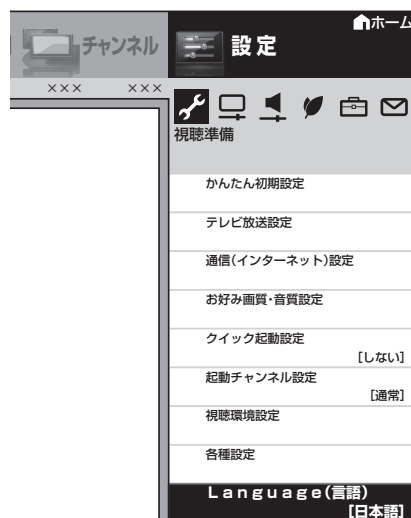 チャンネル
設定
ホーム
××× ×××
視聴準備
かんたん初期設定
テレビ放送設定
通信(インターネット)設定
お好み画質・音質設定
クイック起動設定
[しない]
起動チャンネル設定
[通常]
視聴環境設定
各種設定
Language(言語)
[日本語]